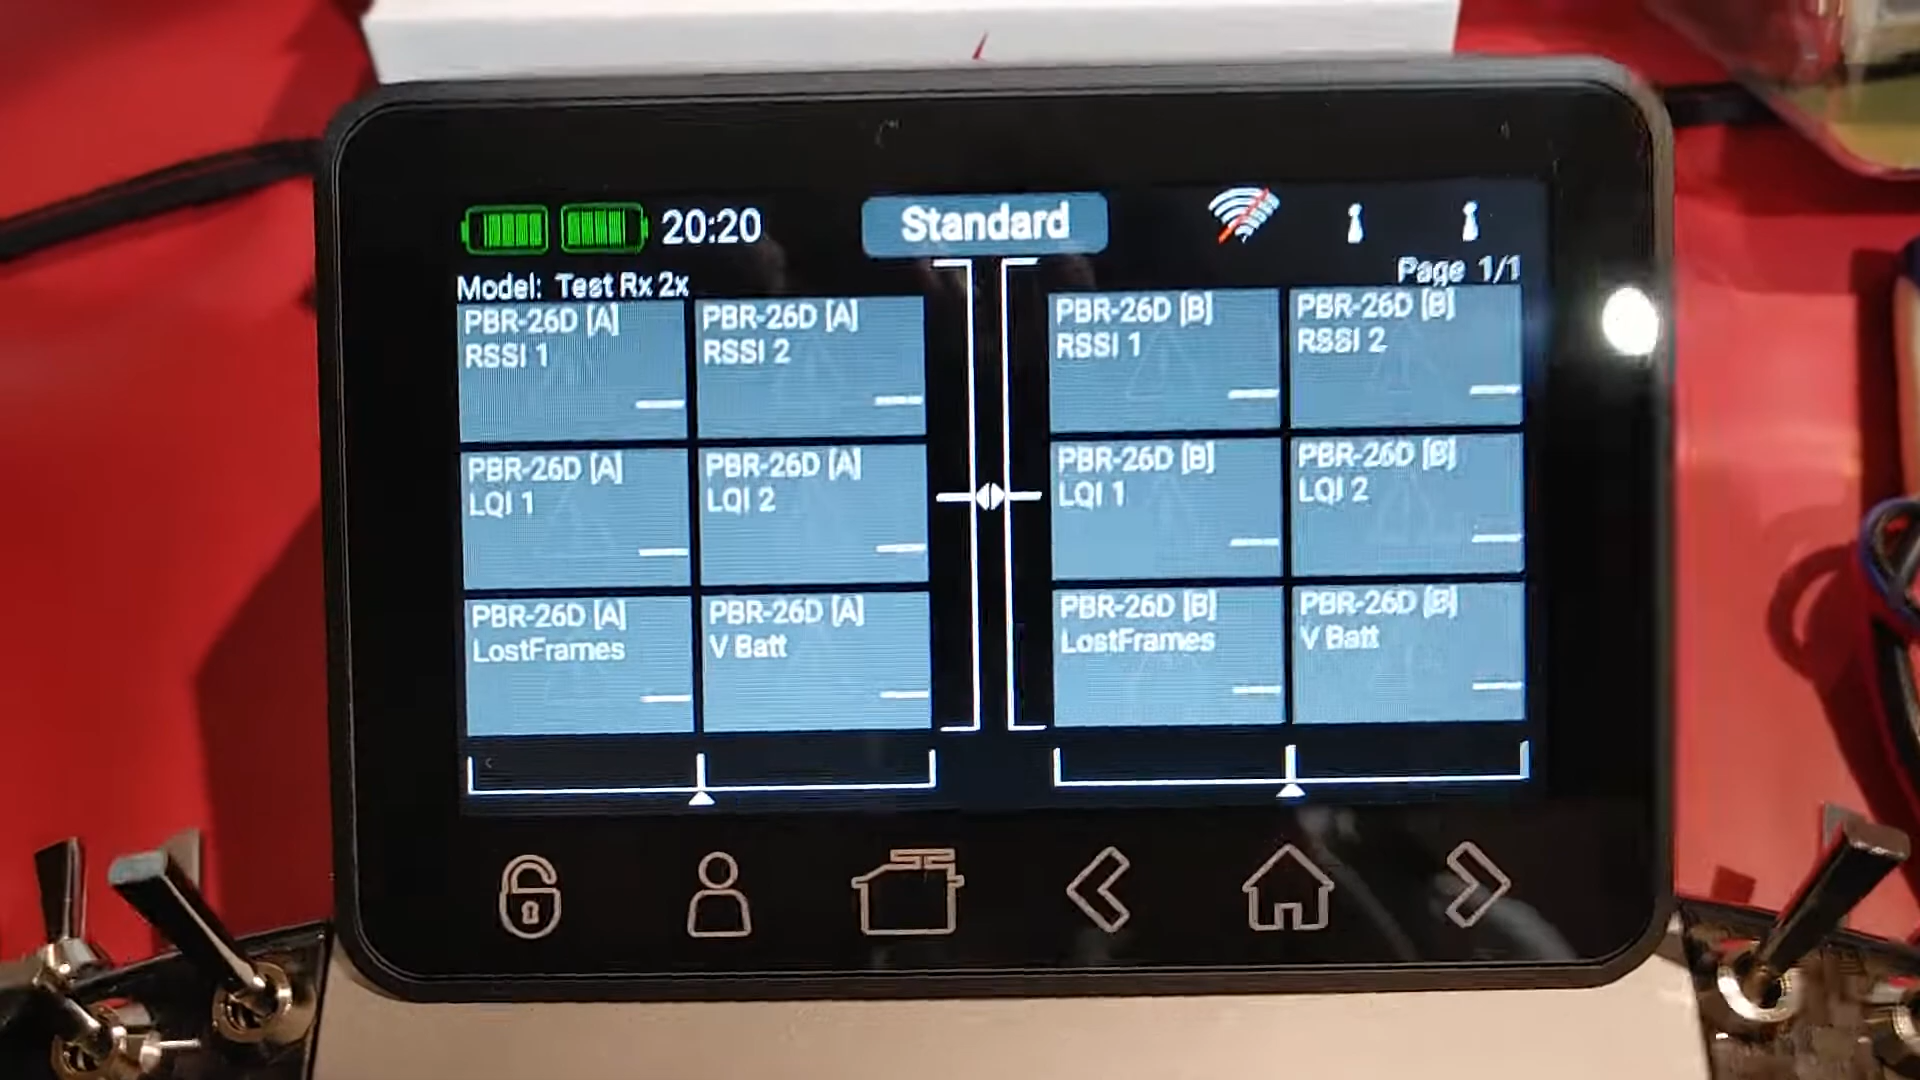 20:20
Standard
Page 1/1
Model: Test Rx 2x
PBR-26D [A]
RSSI 1
PBR-26D [A]
RSSI 2
PBR-26D [B]
RSSI 1
PBR-26D [B]
RSSI 2
PBR-26D [A]
LQI 1
PBR-26D [A]
LQI 2
PBR-26D [B]
LQI 1
PBR-26D [B]
LQI 2
PBR-26D [A]
LostFrames
PBR-26D [A]
V Batt
PBR-26D [B]
LostFrames
PBR-26D [B]
V Batt